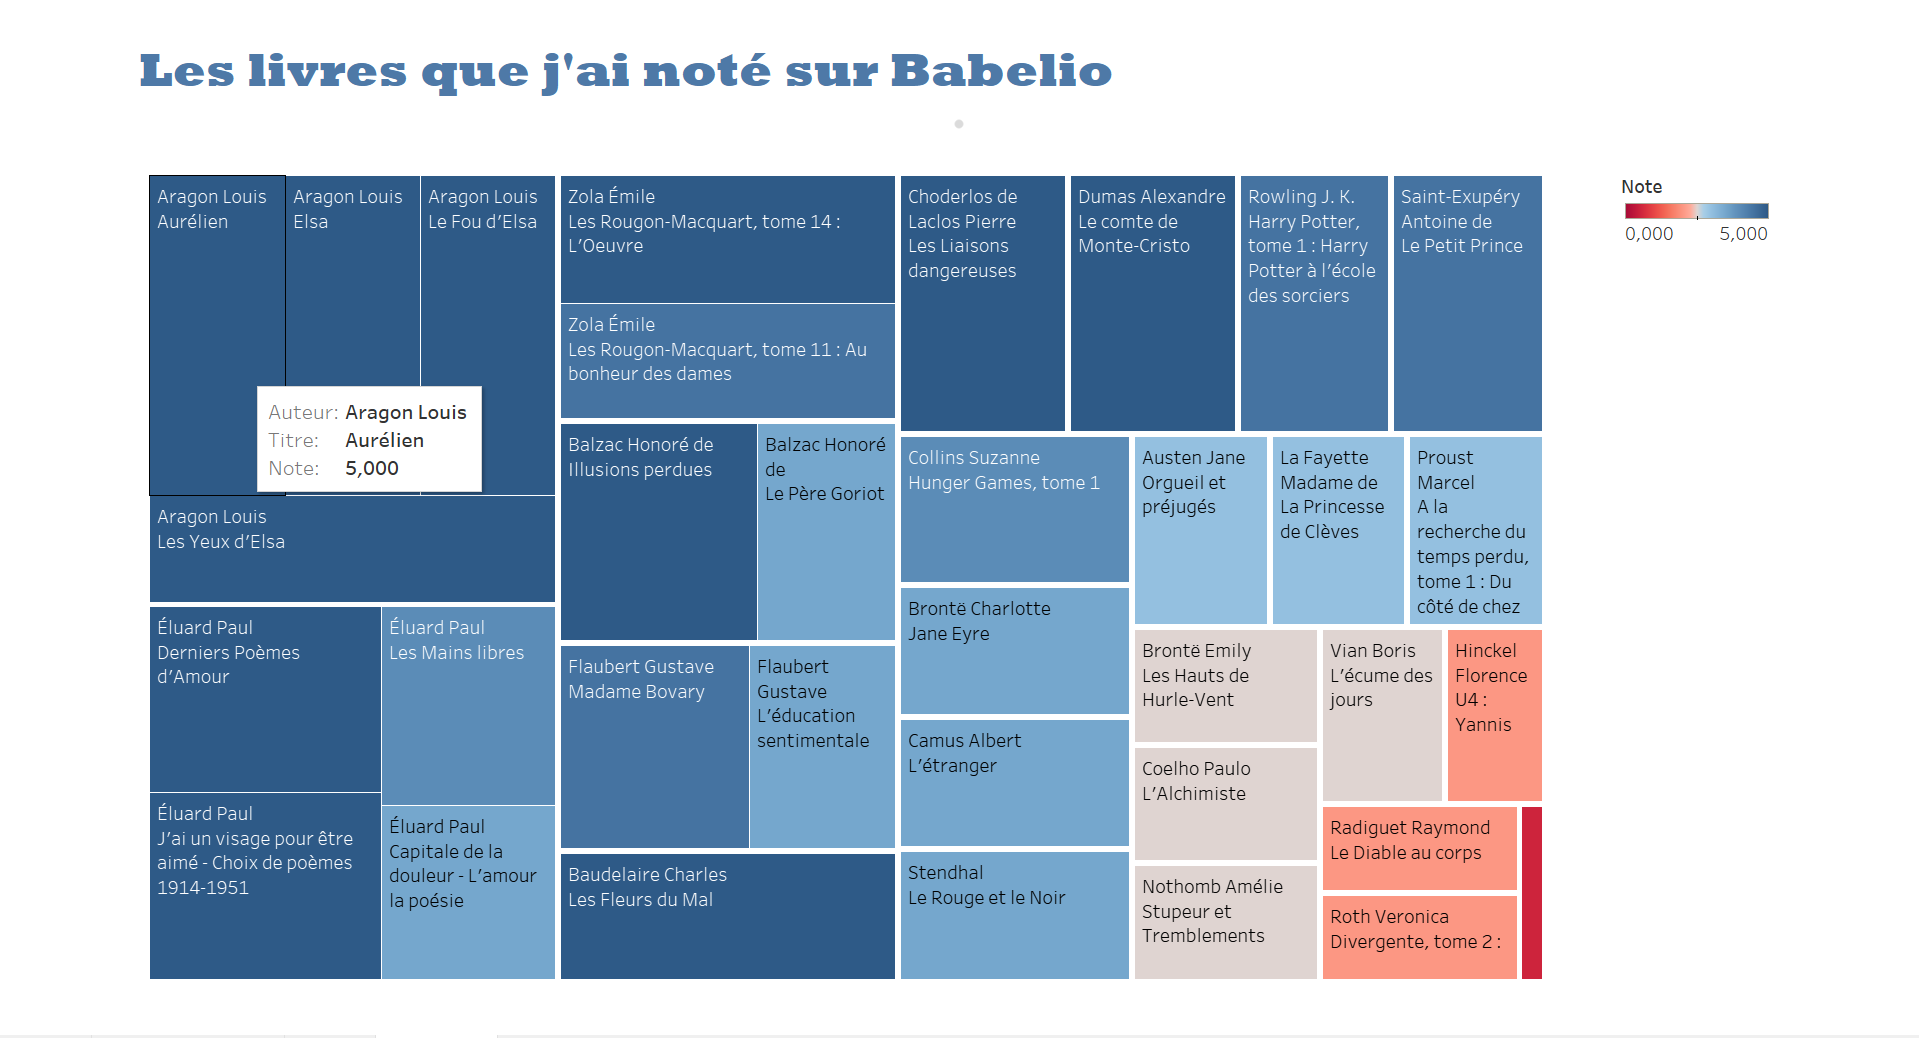 Les livres que j'ai noté sur Babelio
Aragon Louis
Aurélien
Aragon Louis
Elsa
Aragon Louis
Le Fou d’Elsa
Auteur: Aragon Louis
Titre: Aurélien
Note: 5,000
Aragon Louis
Les Yeux d’Elsa
Éluard Paul
Derniers Poèmes
d’Amour
Éluard Paul
Les Mains libres
Éluard Paul
J’ai un visage pour être
aimé - Choix de poèmes
1914-1951
Éluard Paul
Capitale de la
douleur - L’amour
la poésie
Zola Émile
Les Rougon-Macquart, tome 14 :
L’Oeuvre
Zola Émile
Les Rougon-Macquart, tome 11 : Au
bonheur des dames
Balzac Honoré de
Illusions perdues
Balzac Honoré
de
Le Père Goriot
Flaubert Gustave
Madame Bovary
Flaubert
Gustave
L’éducation
sentimentale
Baudelaire Charles
Les Fleurs du Mal
Choderlos de
Laclos Pierre
Les Liaisons
dangereuses
Dumas Alexandre
Le comte de
Monte-Cristo
Rowling J. K.
Harry Potter,
tome 1 : Harry
Potter à l’école
des sorciers
Saint-Exupéry
Antoine de
Le Petit Prince
Collins Suzanne
Hunger Games, tome 1
Brontë Charlotte
Jane Eyre
Camus Albert
L’étranger
Stendhal
Le Rouge et le Noir
Austen Jane
Orgueil et
préjugés
La Fayette
Madame de
La Princesse
de Clèves
Proust
Marcel
A la
recherche du
temps perdu,
tome 1 : Du
côté de chez
Brontë Emily
Les Hauts de
Hurle-Vent
Coelho Paulo
L’Alchimiste
Nothomb Amélie
Stupeur et
Tremblements
Vian Boris
L’écume des
jours
Hinckel
Florence
U4 :
Yannis
Radiguet Raymond
Le Diable au corps
Roth Veronica
Divergente, tome 2 :
Note
0,000 5,000